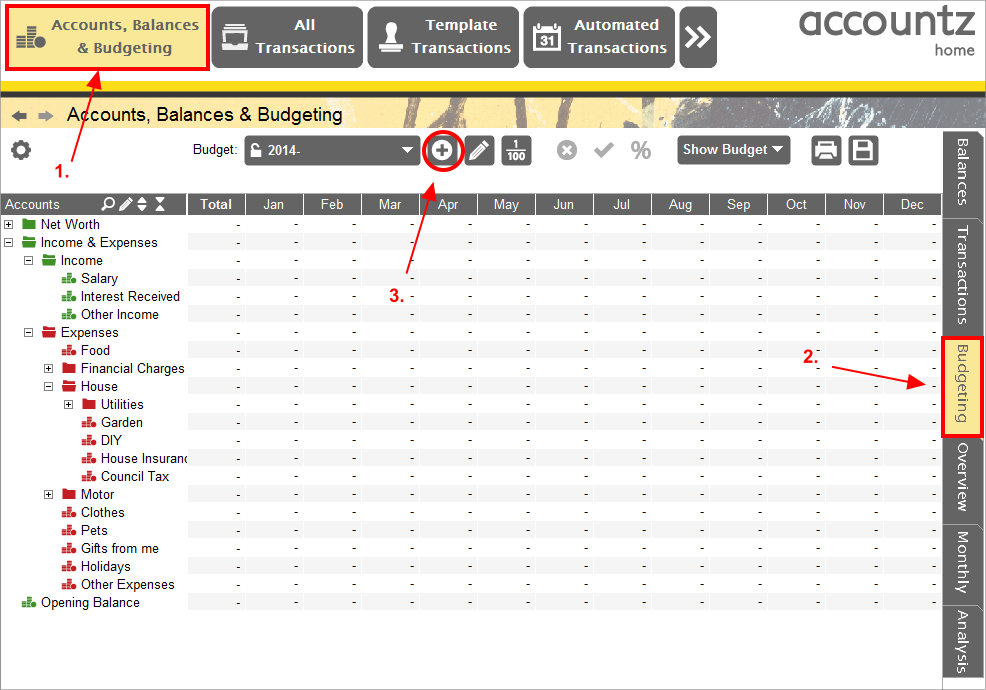 Accounts, Balances
& Budgeting
All
Transactions
Template
Transactions
31
Automated
Transactions
accountz
home
Accounts, Balances & Budgeting
1.
Budget:
2014-
1
100
%
Show Budget
Accounts
Total
Jan
Feb
Mar
Apr
May
Jun
Jul
Aug
Sep
Oct
Nov
Dec
Net Worth - - - - - - - - - - - - -
Income & Expenses - - - - - - - - - - - - -
Income - - - - - - - - - - - - -
Salary - - - - - - - - - - - - -
Interest Received - - - - - - - - - - - - -
3.
Other Income - - - - - - - - - - - - -
Expenses - - - - - - - - - - - - -
Food - - - - - - - - - - - - -
2.
Financial Charges - - - - - - - - - - - - -
House - - - - - - - - - - - - -
Utilities - - - - - - - - - - - - -
Garden - - - - - - - - - - - - -
DIY - - - - - - - - - - - - -
House Insuranc - - - - - - - - - - - - -
Council Tax - - - - - - - - - - - - -
Motor - - - - - - - - - - - - -
Clothes - - - - - - - - - - - - -
Pets - - - - - - - - - - - - -
Gifts from me - - - - - - - - - - - - -
Holidays - - - - - - - - - - - - -
Other Expenses - - - - - - - - - - - - -
Opening Balance - - - - - - - - - - - - -
Balances
Transactions
Budgeting
Overview
Monthly
Analysis